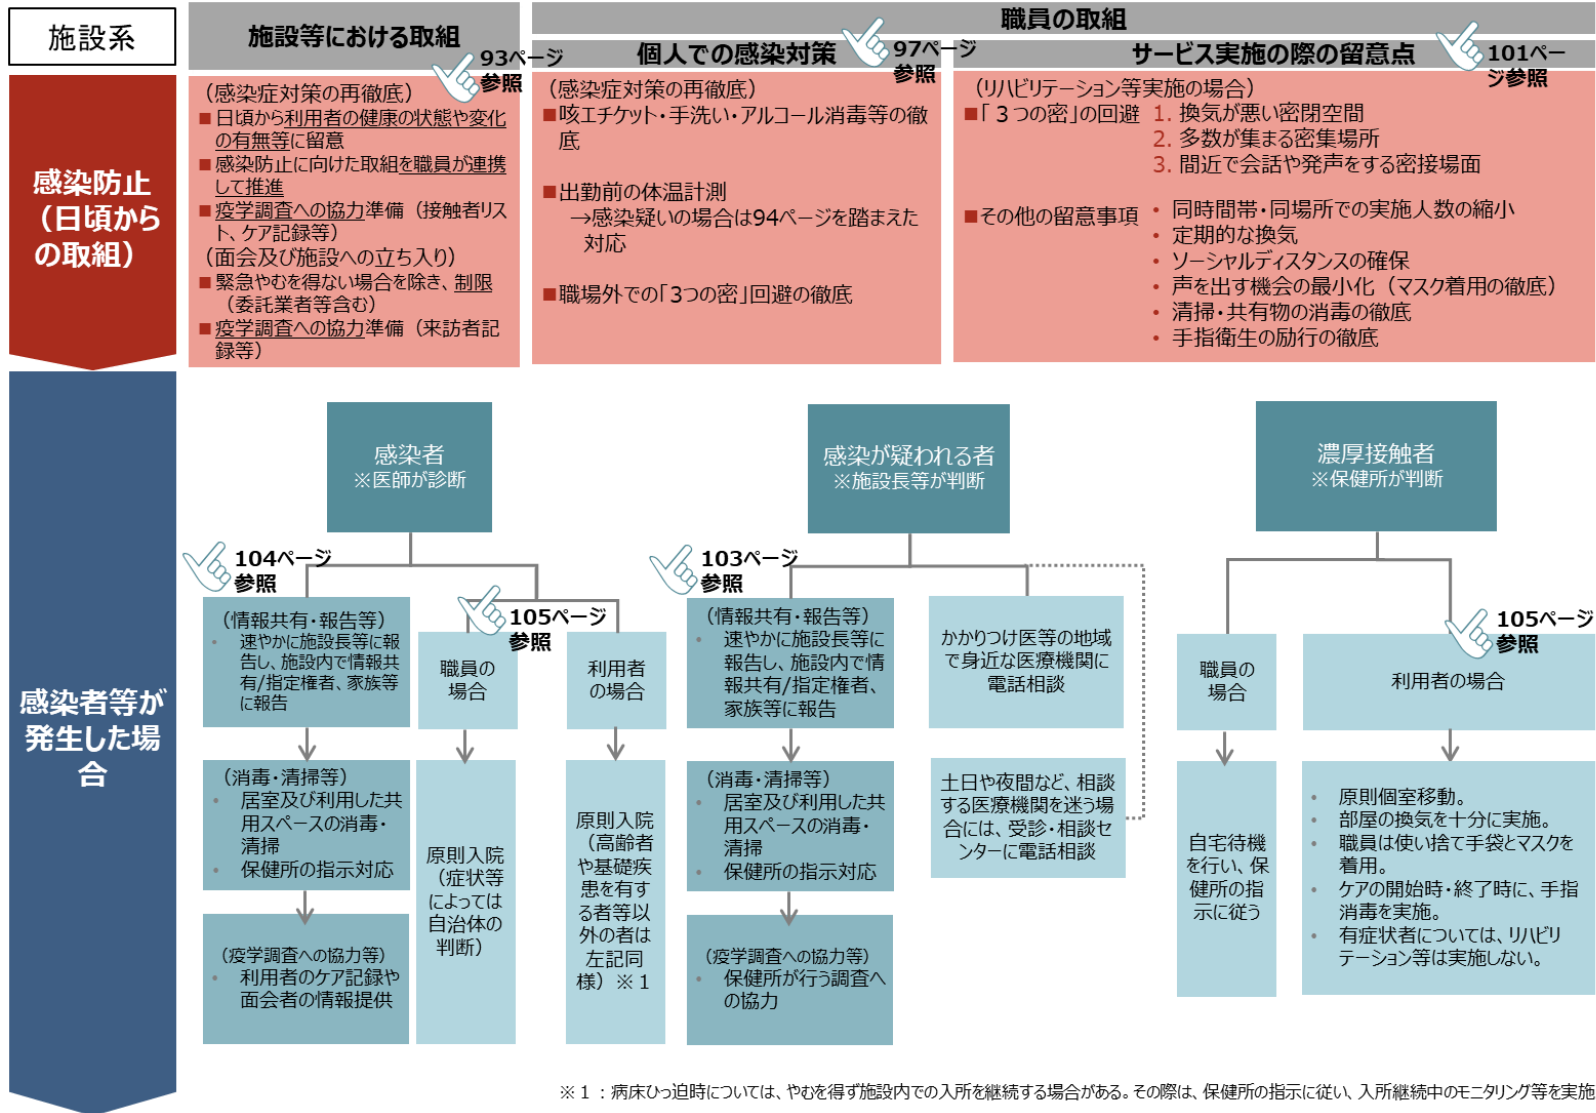 施設系
施設等における取組
93ページ
参照
職員の取組
個人での感染対策
97ページ
参照
サービス実施の際の留意点
101ペー
ジ参照
感染防止
（日頃から
の取組）
（感染症対策の再徹底）
■日頃から利用者の健康の状態や変化
の有無等に留意
■感染防止に向けた取組を職員が連携
して推進
■疫学調査への協力準備（接触者リス
ト、ケア記録等）
（面会及び施設への立ち入り）
■緊急やむを得ない場合を除き、制限
（委託業者等含む）
■疫学調査への協力準備（来訪者記
録等）
（感染症対策の再徹底）
■咳エチケット・手洗い・アルコール消毒等の徹
底
■出勤前の体温計測
→感染疑いの場合は94ページを踏まえた
対応
■職場外での「3つの密」回避の徹底
（リハビリテーション等実施の場合）
■「３つの密」の回避
1. 換気が悪い密閉空間
2. 多数が集まる密集場所
3. 間近で会話や発声をする密接場面
■その他の留意事項
• 同時間帯・同場所での実施人数の縮小
• 定期的な換気
• ソーシャルディスタンスの確保
• 声を出す機会の最小化（マスク着用の徹底）
• 清掃・共有物の消毒の徹底
• 手指衛生の励行の徹底
感染者等が
発生した場
合
感染者
※医師が診断
104ページ
参照
（情報共有・報告等）
• 速やかに施設長等に報
告し、施設内で情報共
有/指定権者、家族等
に報告
（消毒・清掃等）
• 居室及び利用した共
用スペースの消毒・
清掃
• 保健所の指示対応
（疫学調査への協力等）
• 利用者のケア記録や
面会者の情報提供
105ページ
参照
職員の
場合
原則入院
（症状等
によっては
自治体の
判断）
利用者
の場合
原則入院
（高齢者
や基礎疾
患を有す
る者等以
外の者は
左記同
様）※１
感染が疑われる者
※施設長等が判断
103ページ
参照
（情報共有・報告等）
• 速やかに施設長等に
報告し、施設内で情
報共有/指定権者、
家族等に報告
（消毒・清掃等）
• 居室及び利用した共
用スペースの消毒・
清掃
• 保健所の指示対応
（疫学調査への協力等）
• 保健所が行う調査へ
の協力
かかりつけ医等の地域
で身近な医療機関に
電話相談
土日や夜間など、相談
する医療機関を迷う場
合には、受診・相談セ
ンターに電話相談
濃厚接触者
※保健所が判断
職員の
場合
自宅待機
を行い、保
健所の指
示に従う
105ページ
参照
利用者の場合
• 原則個室移動。
• 部屋の換気を十分に実施。
• 職員は使い捨て手袋とマスクを
着用。
• ケアの開始時・終了時に、手指
消毒を実施。
• 有症状者については、リハビリ
テーション等は実施しない。
※１：病床ひっ迫時については、やむを得ず施設内での入所を継続する場合がある。その際は、保健所の指示に従い、入所継続中のモニタリング等を実施